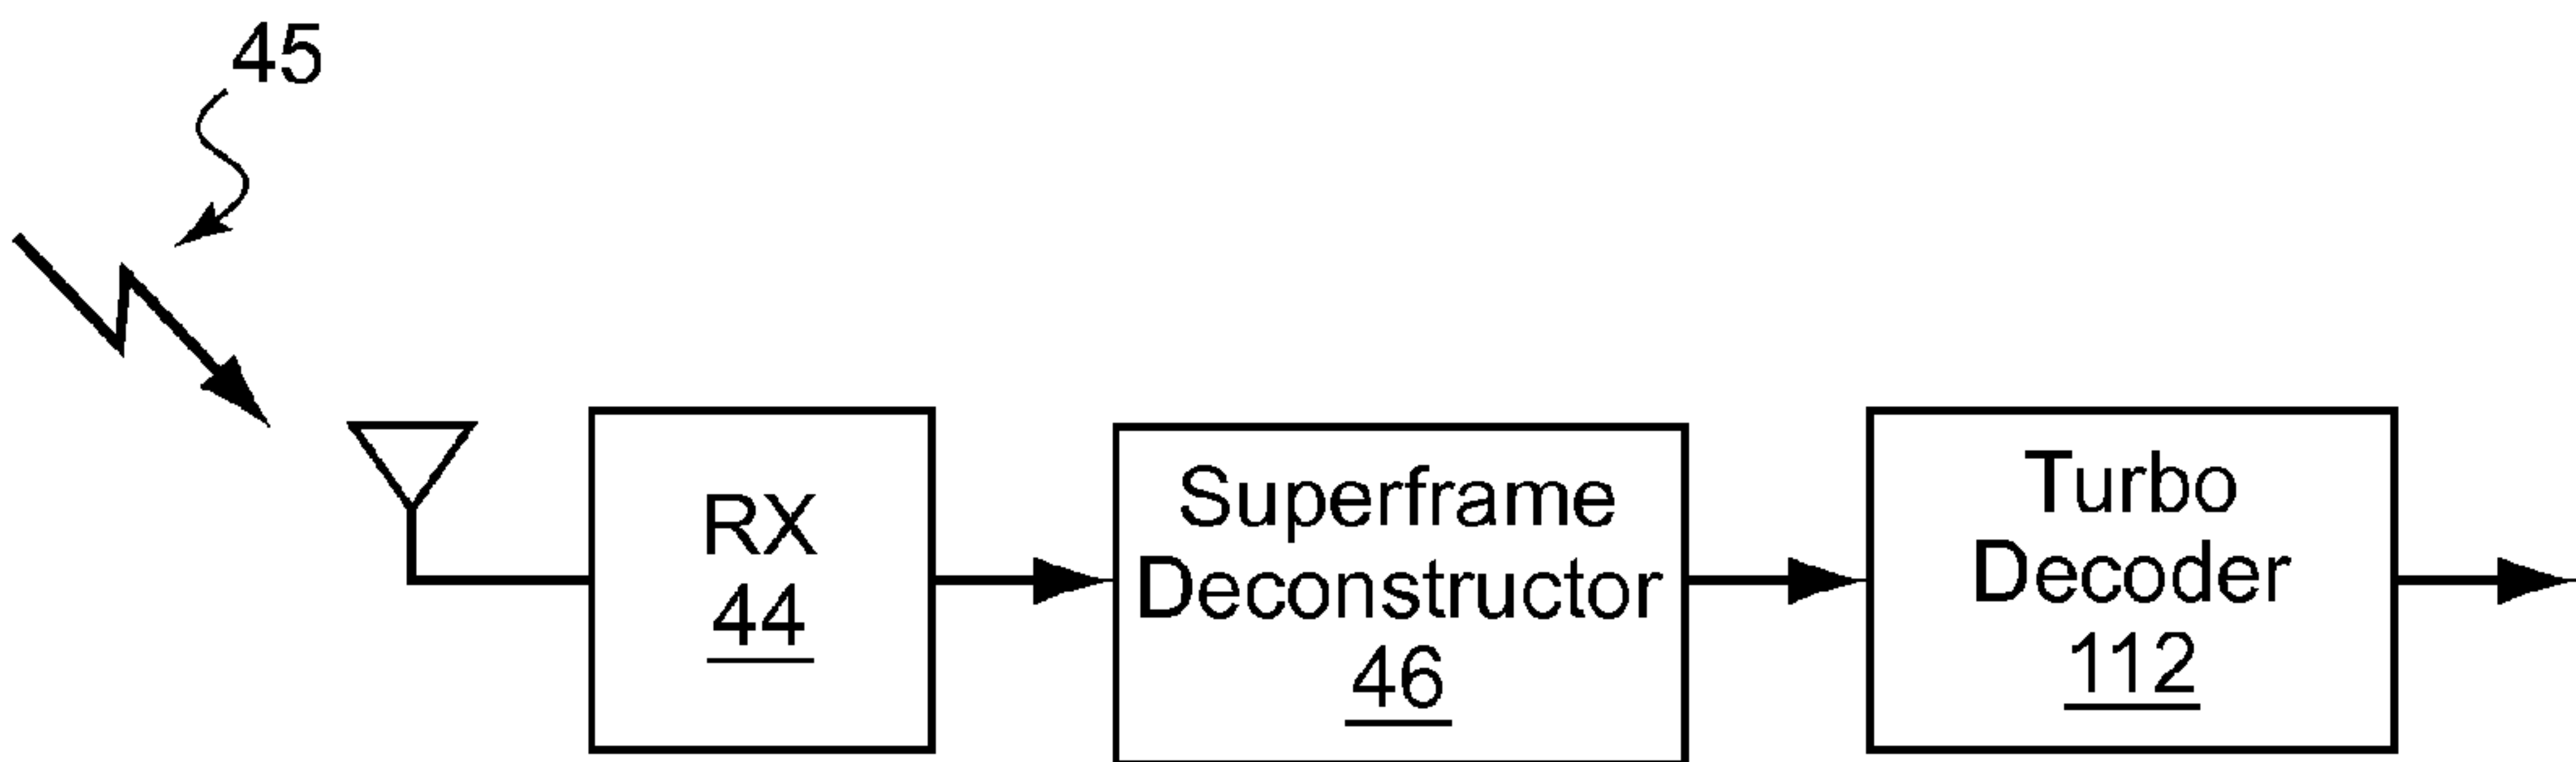 45
RX
44
Superframe
Deconstructor
46
Turbo
Decoder
112